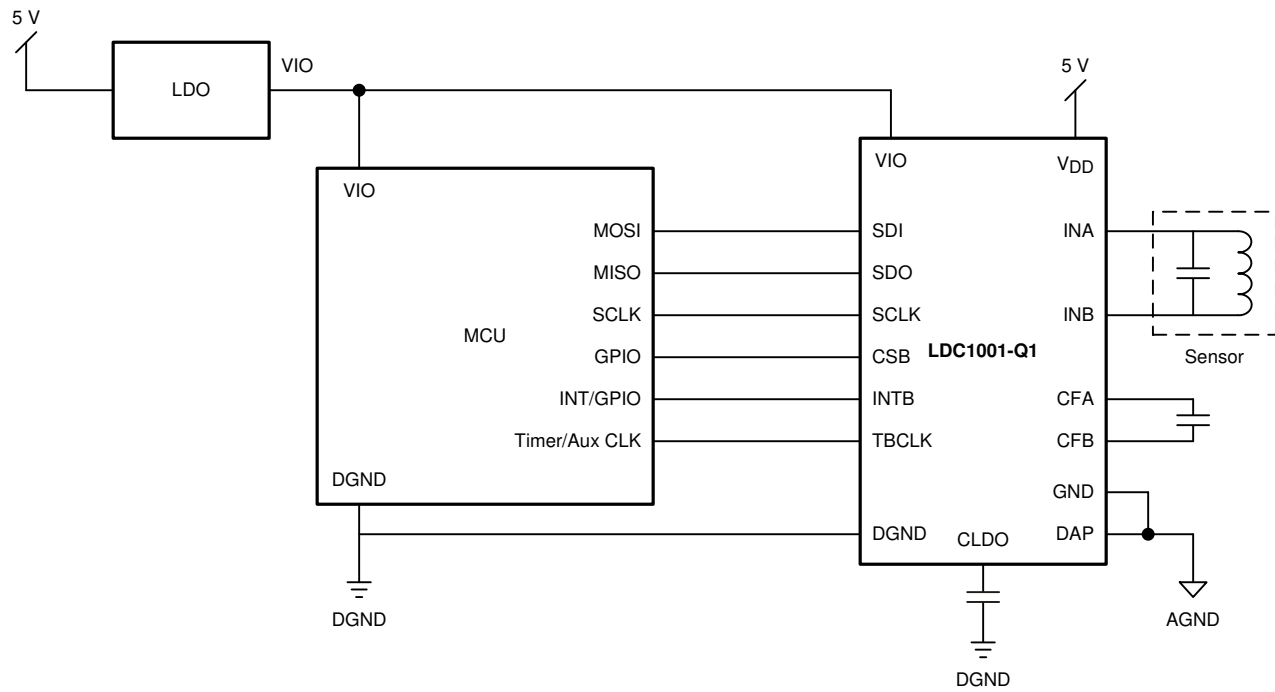 5 V
LDO
VIO
5 V
VIO
MOSI
MISO
SCLK
GPIO
INT/GPIO
Timer/Aux CLK
MCU
DGND
DGND
VIO
VDD
SDI
SDO
SCLK
CSB
INTB
TBCLK
DGND
LDC1001-Q1
INA
INB
CFA
CFB
GND
DAP
CLDO
Sensor
AGND
DGND